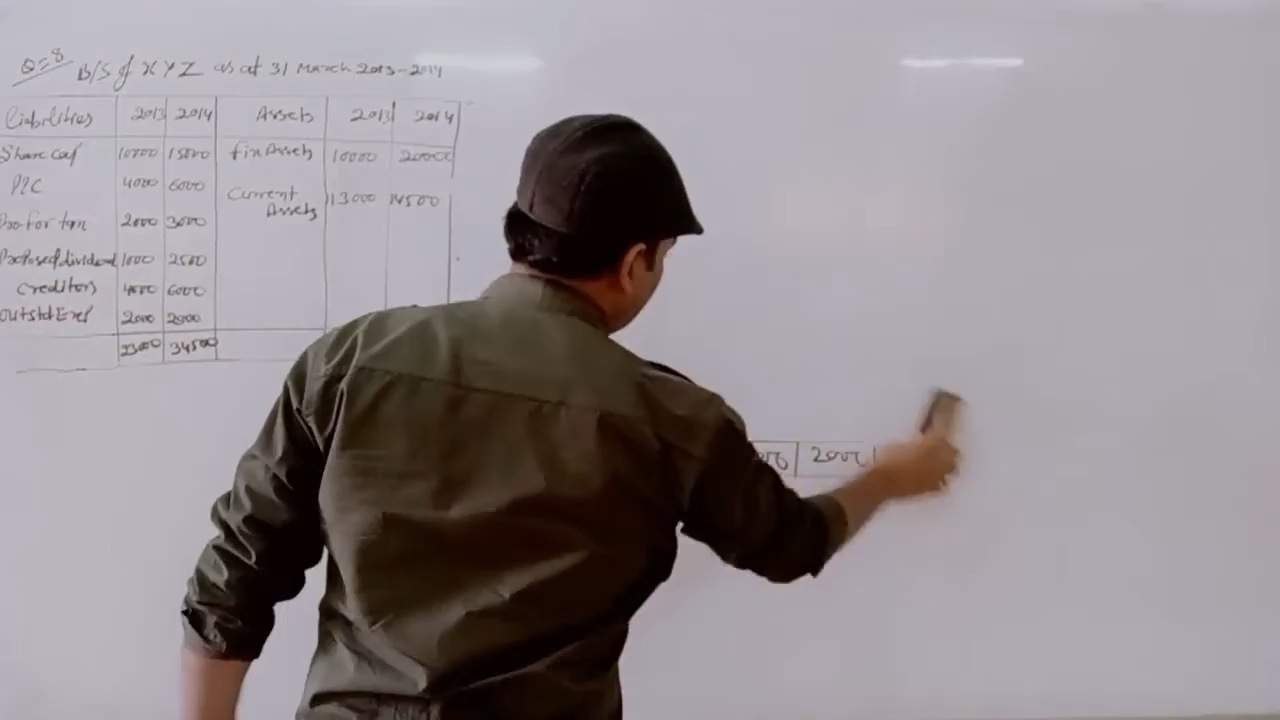 Q=8 B/S of X Y Z as at 31 March 2013-2014
Liabilities 2013 2014 Assets 2013 2014
Share cap 10000 15000 fix Assets 10000 20000
P2C 4000 6000 Current Assets 13000 14500
Pro for tax 2000 3000
Proposed dividend 1000 2500
Creditors 4000 6000
outstd Exp 2000 2000
23000 34500
2000